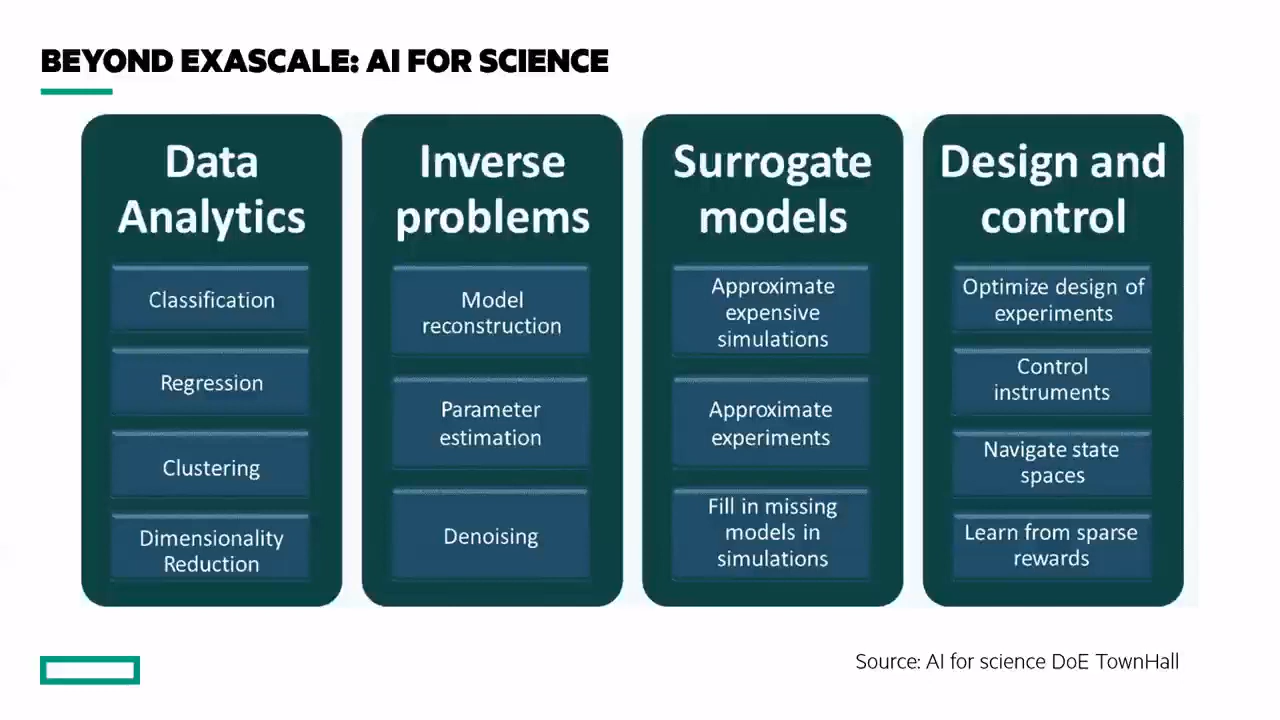 BEYOND EXASCALE: AI FOR SCIENCE
Data
Analytics
Classification
Regression
Clustering
Dimensionality
Reduction
Inverse
problems
Model
reconstruction
Parameter
estimation
Denoising
Surrogate
models
Approximate
expensive
simulations
Approximate
experiments
Fill in missing
models in
simulations
Design and
control
Optimize design of
experiments
Control
instruments
Navigate state
spaces
Learn from sparse
rewards
Source: AI for science DoE TownHall